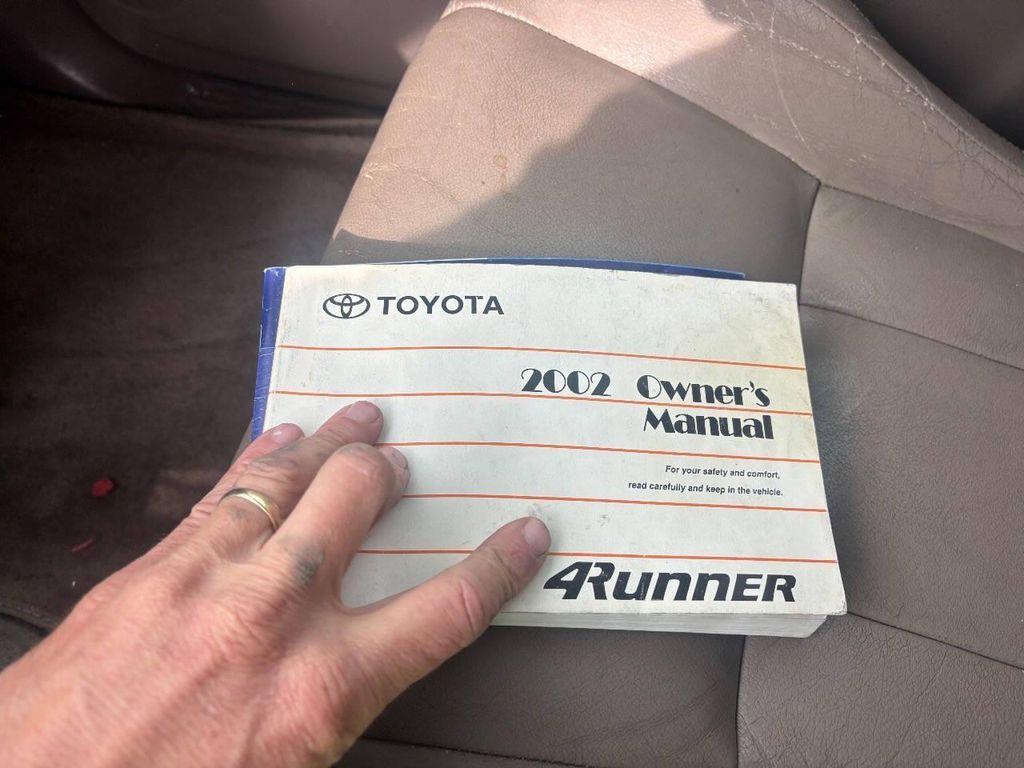 TOYOTA
2002 Owner's
Manual
For your safety and comfort,
read carefully and keep in the vehicle.
4Runner